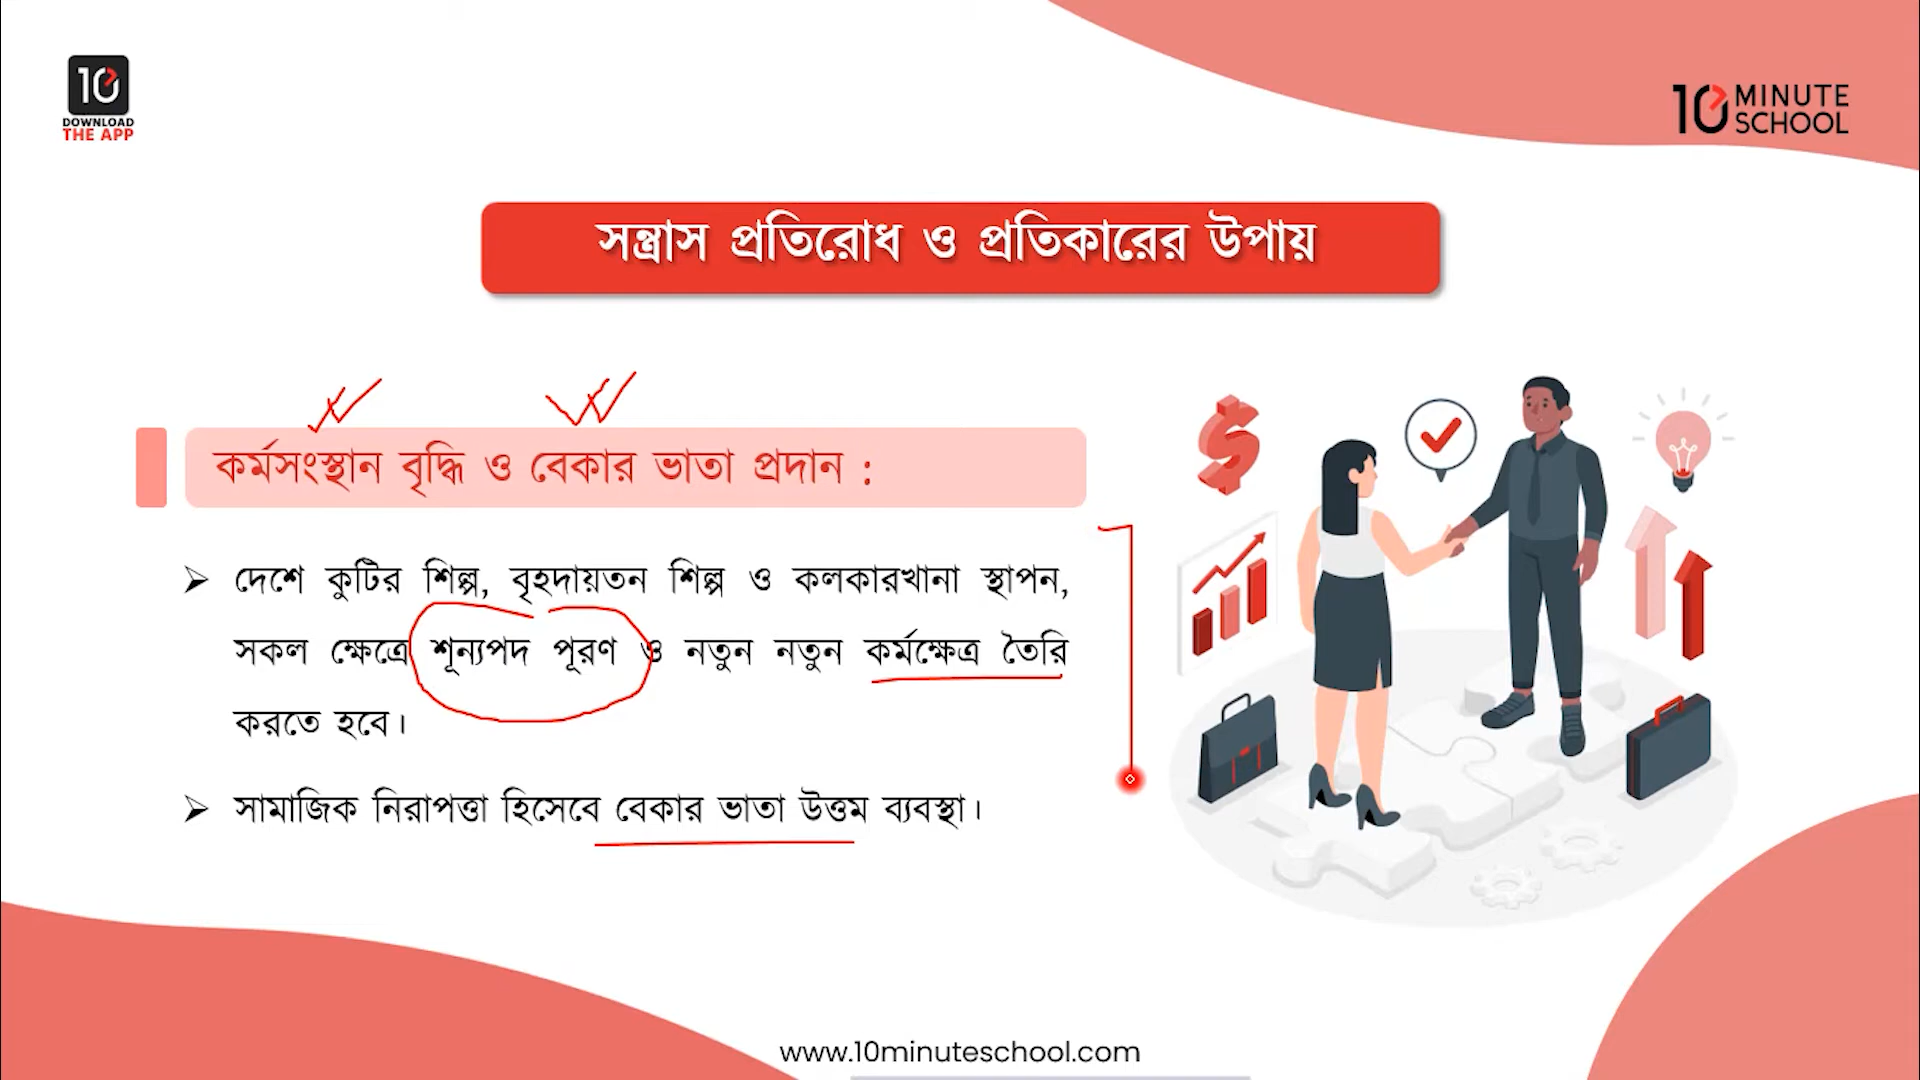 10
DOWNLOAD
THE APP
10 MINUTE
SCHOOL
সন্ত্রাস প্রতিরোধ ও প্রতিকারের উপায়
কর্মসংস্থান বৃদ্ধি ও বেকার ভাতা প্রদান :
➢ দেশে কুটির শিল্প, বৃহদায়তন শিল্প ও কলকারখানা স্থাপন,
সকল ক্ষেত্রে শূন্যপদ পূরণ ও নতুন নতুন কর্মক্ষেত্র তৈরি
করতে হবে।
➢ সামাজিক নিরাপত্তা হিসেবে বেকার ভাতা উত্তম ব্যবস্থা।
www.10minuteschool.com